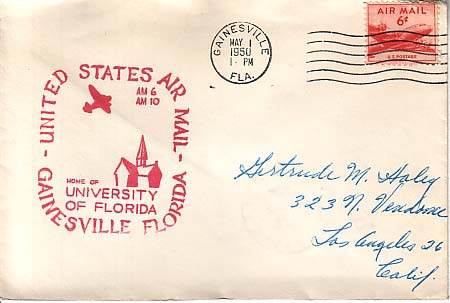 GAINESVILLE
MAY 1
1950
1 - PM
FLA.
AIR MAIL
6¢
U.S. POSTAGE
- UNITED STATES AIR MAIL -
AM 6
AM 10
HOME OF
UNIVERSITY
OF FLORIDA
GAINESVILLE FLORIDA
Gertrude M. Haley
323 N. Vendome
Los Angeles 26
Calif.